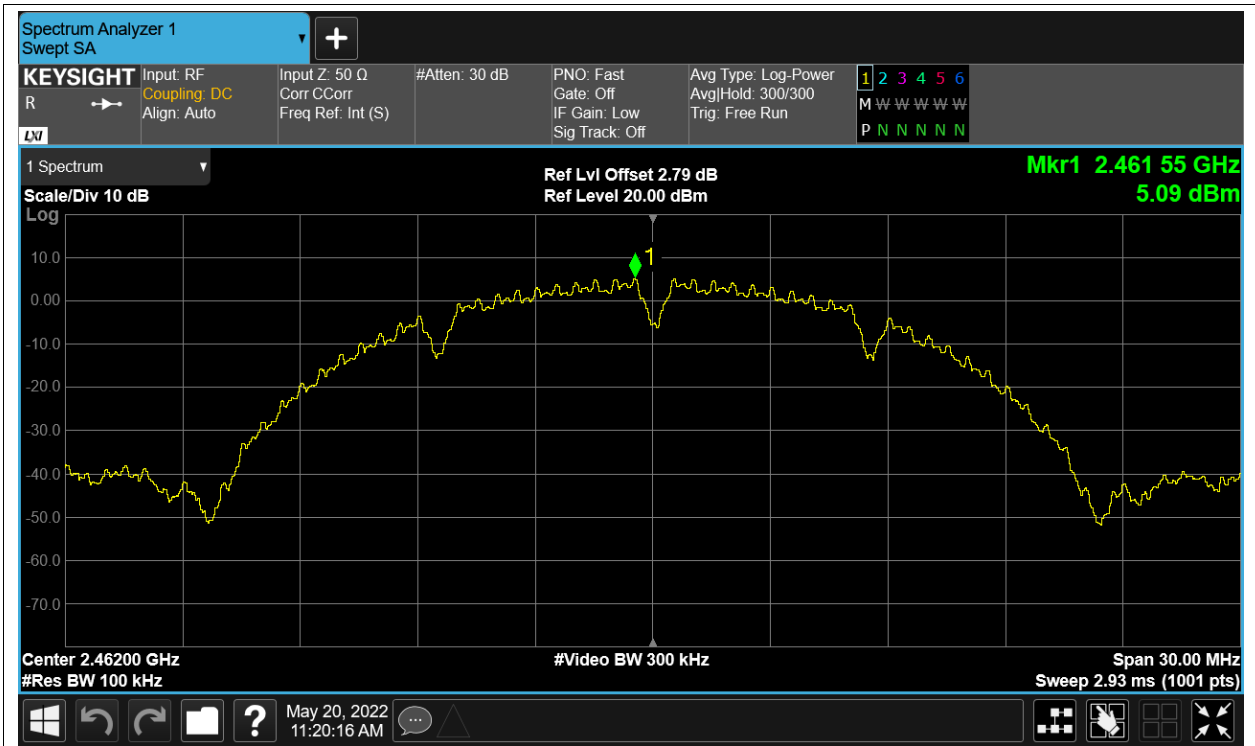 Spectrum Analyzer 1
Swept SA
KEYSIGHT
R
LXI
Input: RF
Coupling: DC
Align: Auto
Input Z: 50 Ω
Corr CCorr
Freq Ref: Int (S)
#Atten: 30 dB
PNO: Fast
Gate: Off
IF Gain: Low
Sig Track: Off
Avg Type: Log-Power
Avg|Hold: 300/300
Trig: Free Run
1 2 3 4 5 6
M W W W W W
P N N N N N
1 Spectrum
Scale/Div 10 dB
Log
Ref Lvl Offset 2.79 dB
Ref Level 20.00 dBm
Mkr1 2.461 55 GHz
5.09 dBm
1
10.0
0.00
-10.0
-20.0
-30.0
-40.0
-50.0
-60.0
-70.0
Center 2.46200 GHz
#Res BW 100 kHz
#Video BW 300 kHz
Span 30.00 MHz
Sweep 2.93 ms (1001 pts)
?
May 20, 2022
11:20:16 AM